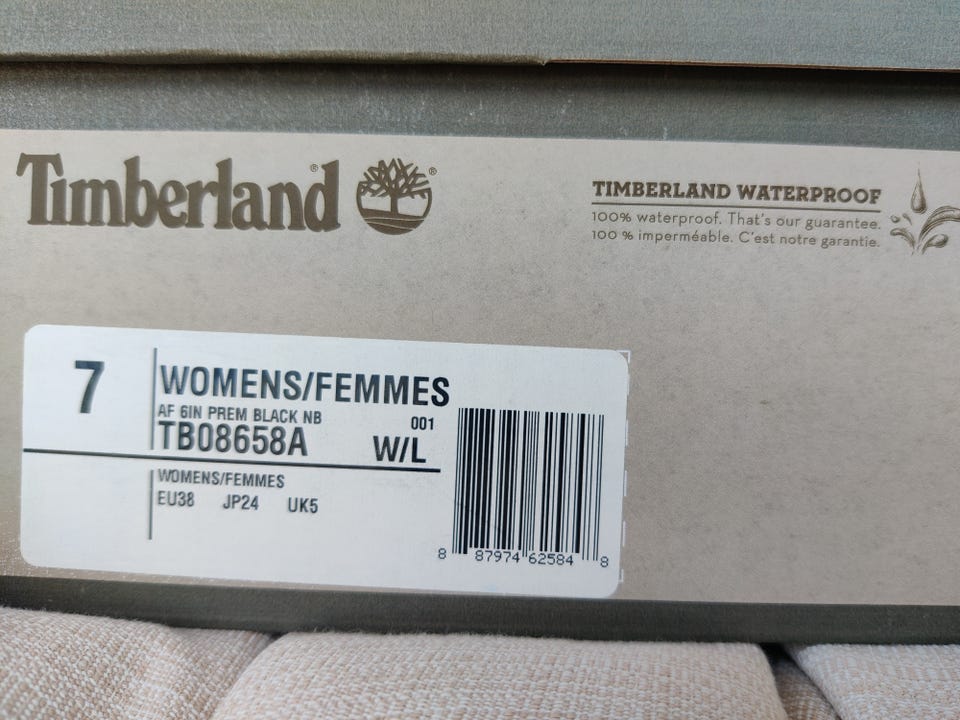 Timberland® ®
TIMBERLAND WATERPROOF
100% waterproof. That's our guarantee.
100 % imperméable. C'est notre garantie.
7
WOMENS/FEMMES
AF 6IN PREM BLACK NB 001
TB08658A W/L
WOMENS/FEMMES
EU38 JP24 UK5
8 87974 62584 8